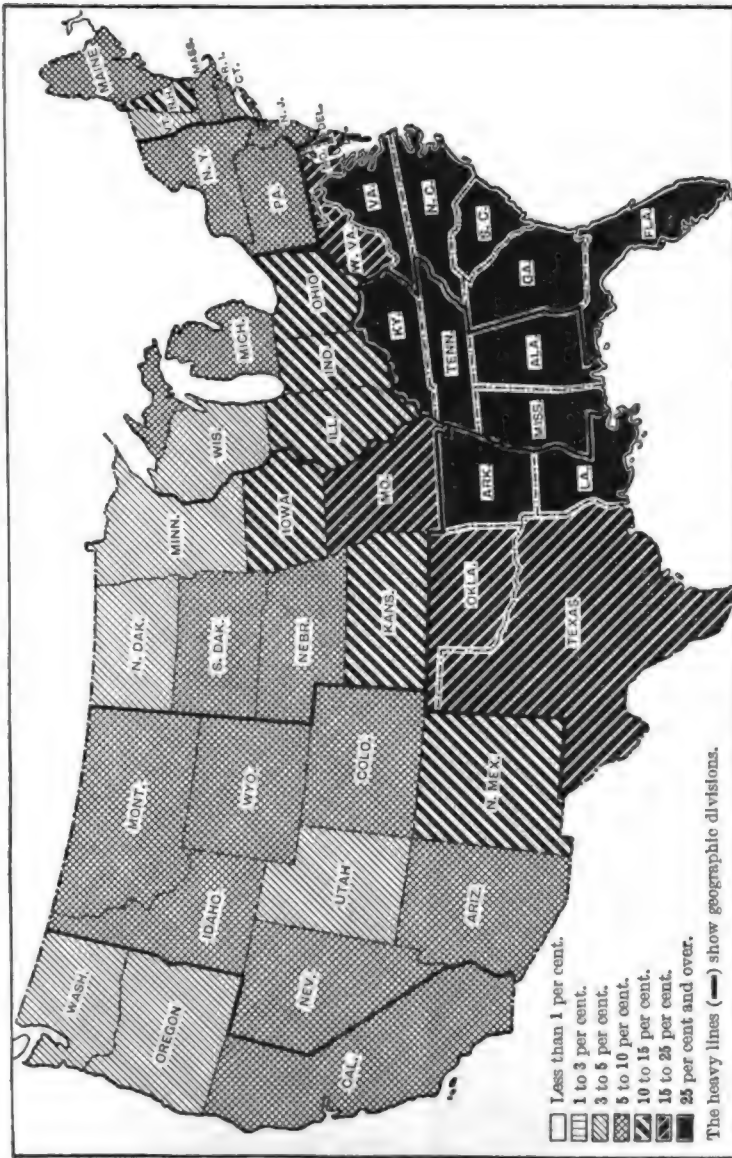 WASH.
OREGON
CAL.
NEV.
IDAHO
MONT.
WYO.
UTAH
COLO.
ARIZ.
N. MEX.
N. DAK.
S. DAK.
NEBR.
KANS.
OKLA.
TEXAS
MINN.
IOWA
MO.
ARK.
LA.
WIS.
ILL.
MICH.
IND.
OHIO
KY.
TENN.
MISS.
ALA.
GA.
FLA.
S. C.
N. C.
VA.
W. VA.
PA.
N. Y.
N. J.
DEL.
MAINE
VT.
N.H.
MASS.
R. I.
CT.
Less than 1 per cent.
1 to 3 per cent.
3 to 5 per cent.
5 to 10 per cent.
10 to 15 per cent.
15 to 25 per cent.
25 per cent and over.
The heavy lines (—) show geographic divisions.